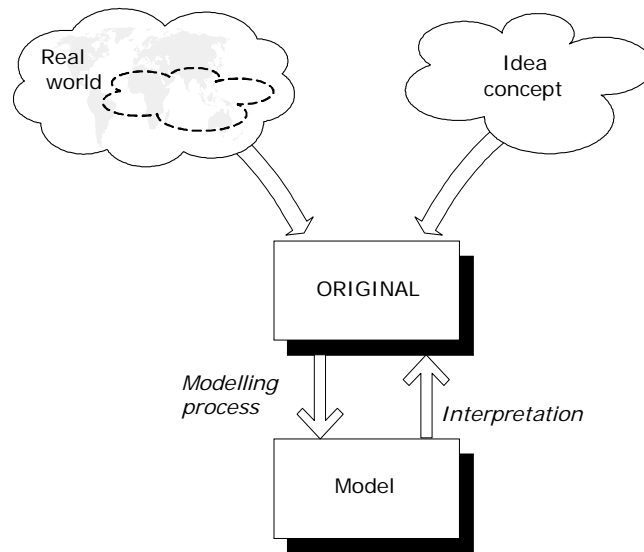 Real
world
Idea
concept
ORIGINAL
Modelling
process
Interpretation
Model